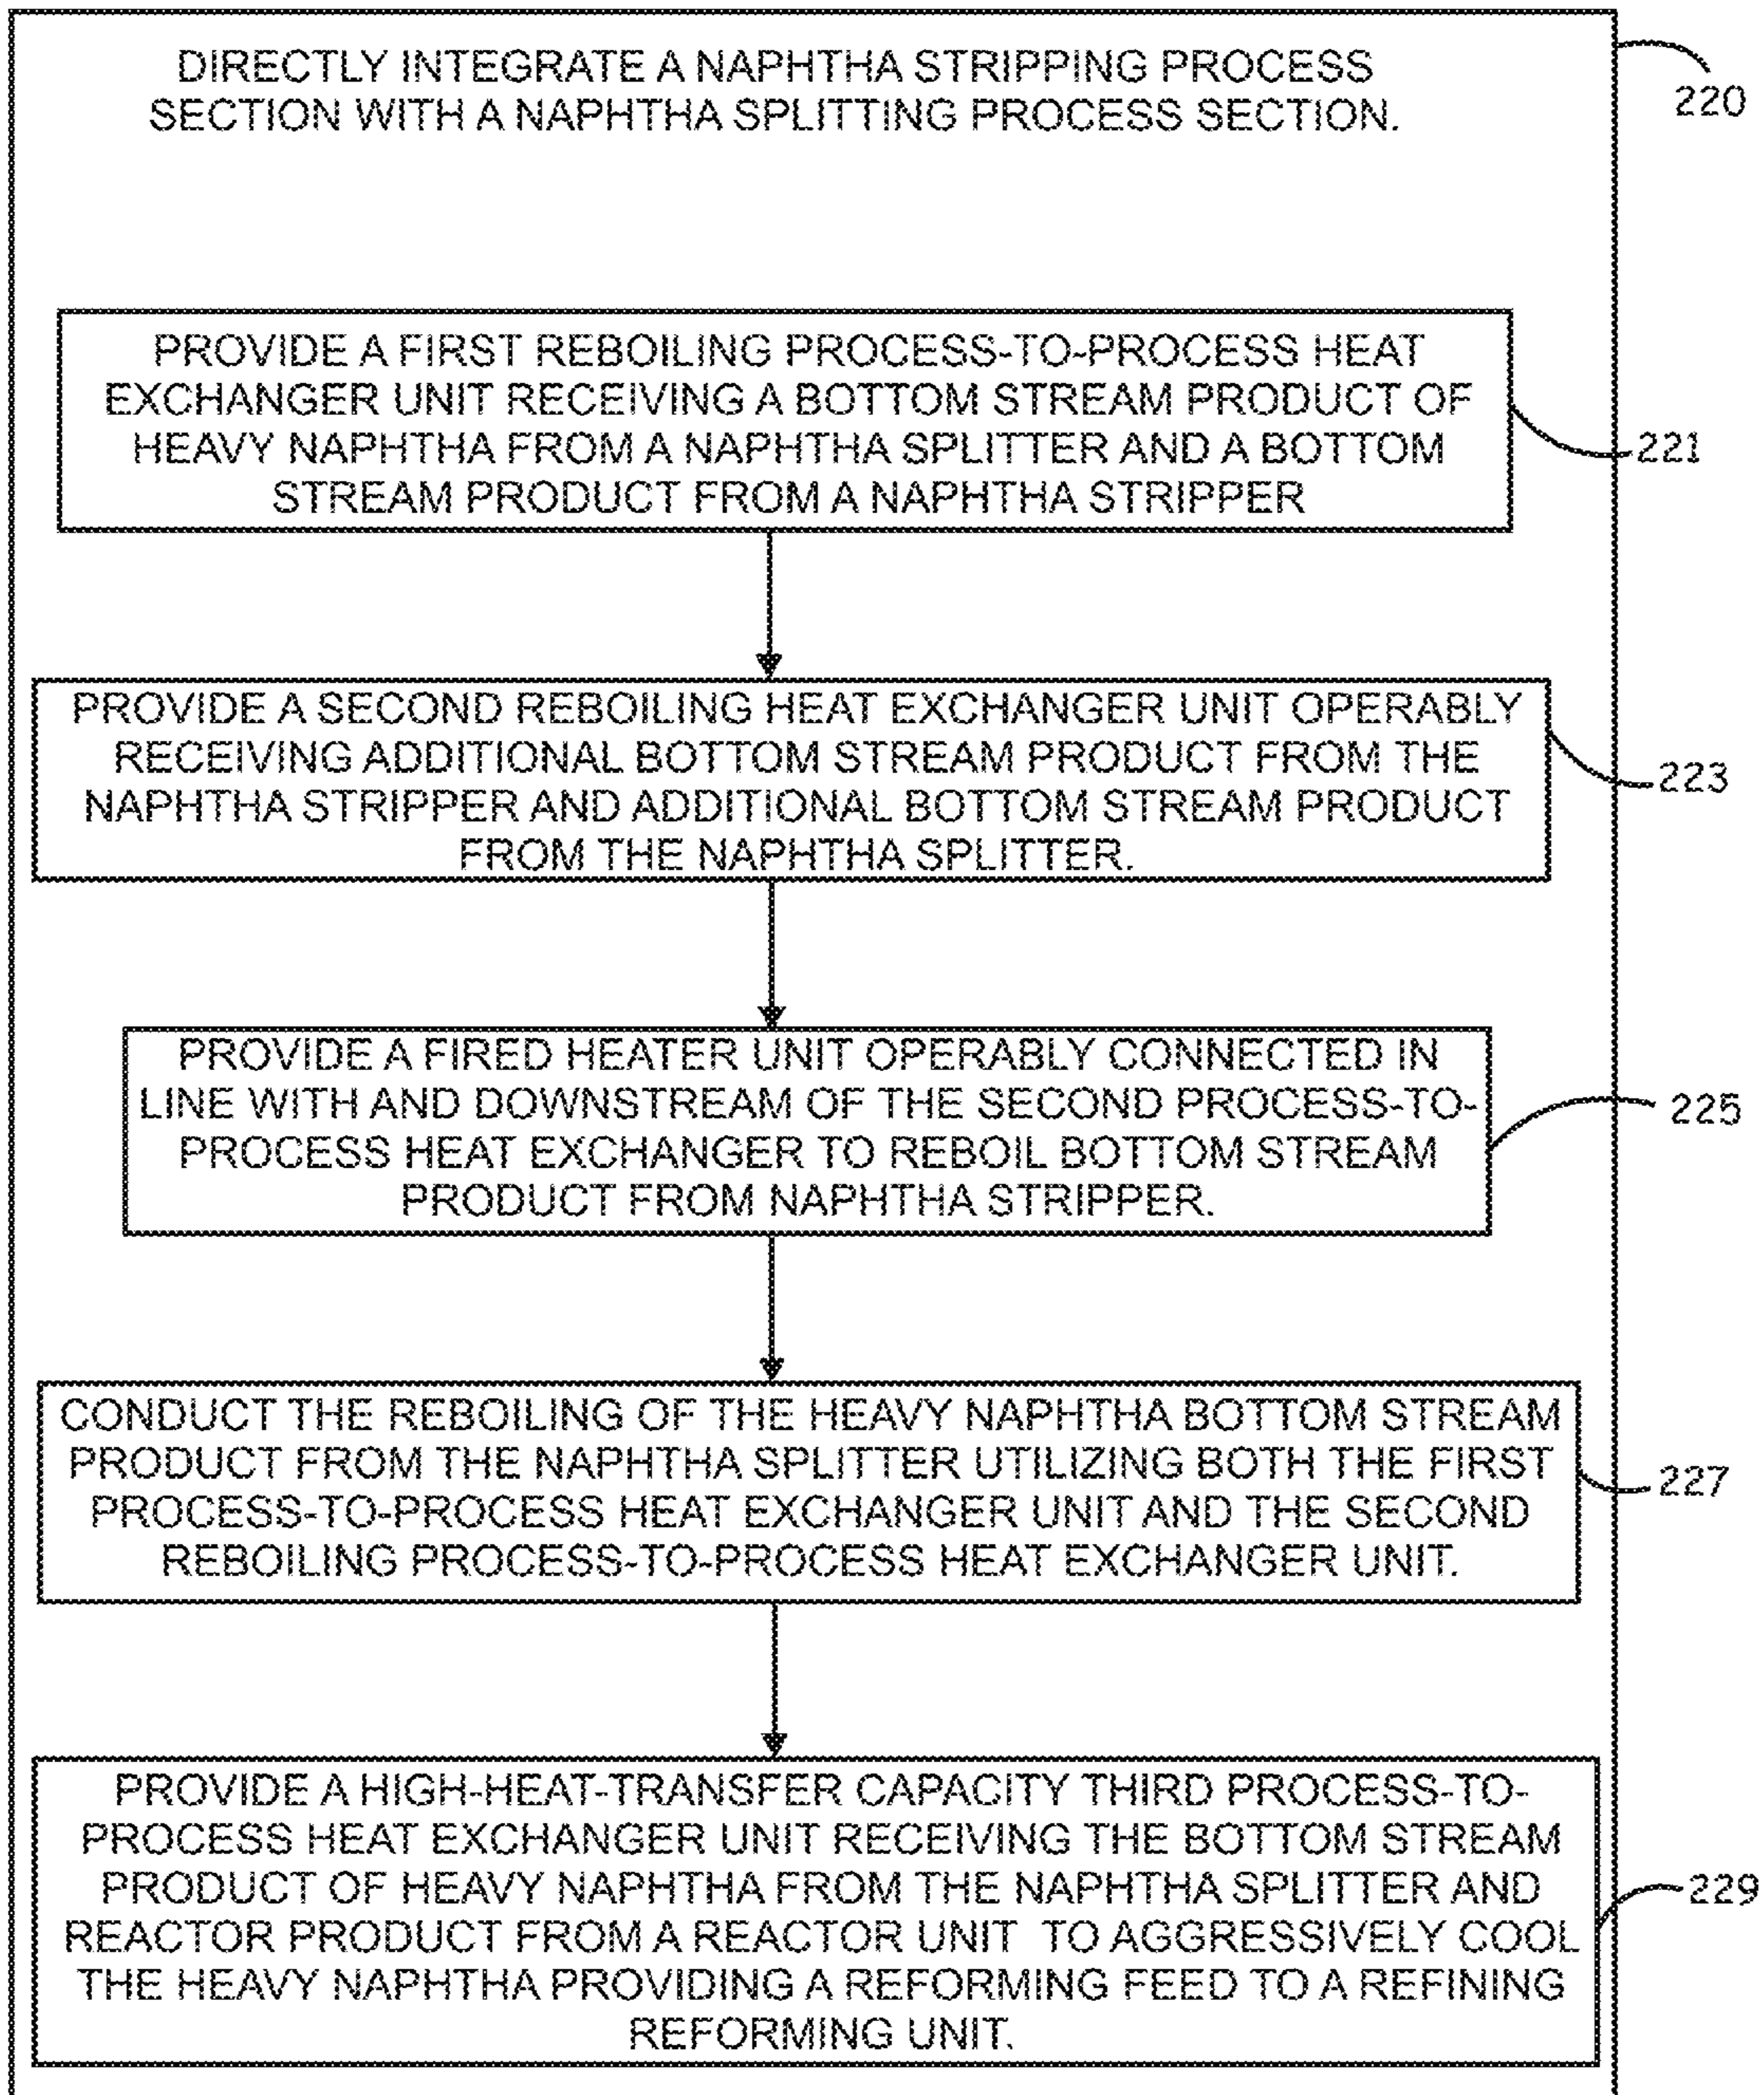 DIRECTLY INTEGRATE A NAPHTHA STRIPPING PROCESS
SECTION WITH A NAPHTHA SPLITTING PROCESS SECTION.
220
PROVIDE A FIRST REBOILING PROCESS-TO-PROCESS HEAT
EXCHANGER UNIT RECEIVING A BOTTOM STREAM PRODUCT OF
HEAVY NAPHTHA FROM A NAPHTHA SPLITTER AND A BOTTOM
STREAM PRODUCT FROM A NAPHTHA STRIPPER
221
PROVIDE A SECOND REBOILING HEAT EXCHANGER UNIT OPERABLY
RECEIVING ADDITIONAL BOTTOM STREAM PRODUCT FROM THE
NAPHTHA STRIPPER AND ADDITIONAL BOTTOM STREAM PRODUCT
FROM THE NAPHTHA SPLITTER.
223
PROVIDE A FIRED HEATER UNIT OPERABLY CONNECTED IN
LINE WITH AND DOWNSTREAM OF THE SECOND PROCESS-TO-
PROCESS HEAT EXCHANGER TO REBOIL BOTTOM STREAM
PRODUCT FROM NAPHTHA STRIPPER.
225
CONDUCT THE REBOILING OF THE HEAVY NAPHTHA BOTTOM STREAM
PRODUCT FROM THE NAPHTHA SPLITTER UTILIZING BOTH THE FIRST
PROCESS-TO-PROCESS HEAT EXCHANGER UNIT AND THE SECOND
REBOILING PROCESS-TO-PROCESS HEAT EXCHANGER UNIT.
227
PROVIDE A HIGH-HEAT-TRANSFER CAPACITY THIRD PROCESS-TO-
PROCESS HEAT EXCHANGER UNIT RECEIVING THE BOTTOM STREAM
PRODUCT OF HEAVY NAPHTHA FROM THE NAPHTHA SPLITTER AND
REACTOR PRODUCT FROM A REACTOR UNIT TO AGGRESSIVELY COOL
THE HEAVY NAPHTHA PROVIDING A REFORMING FEED TO A REFINING
REFORMING UNIT.
229